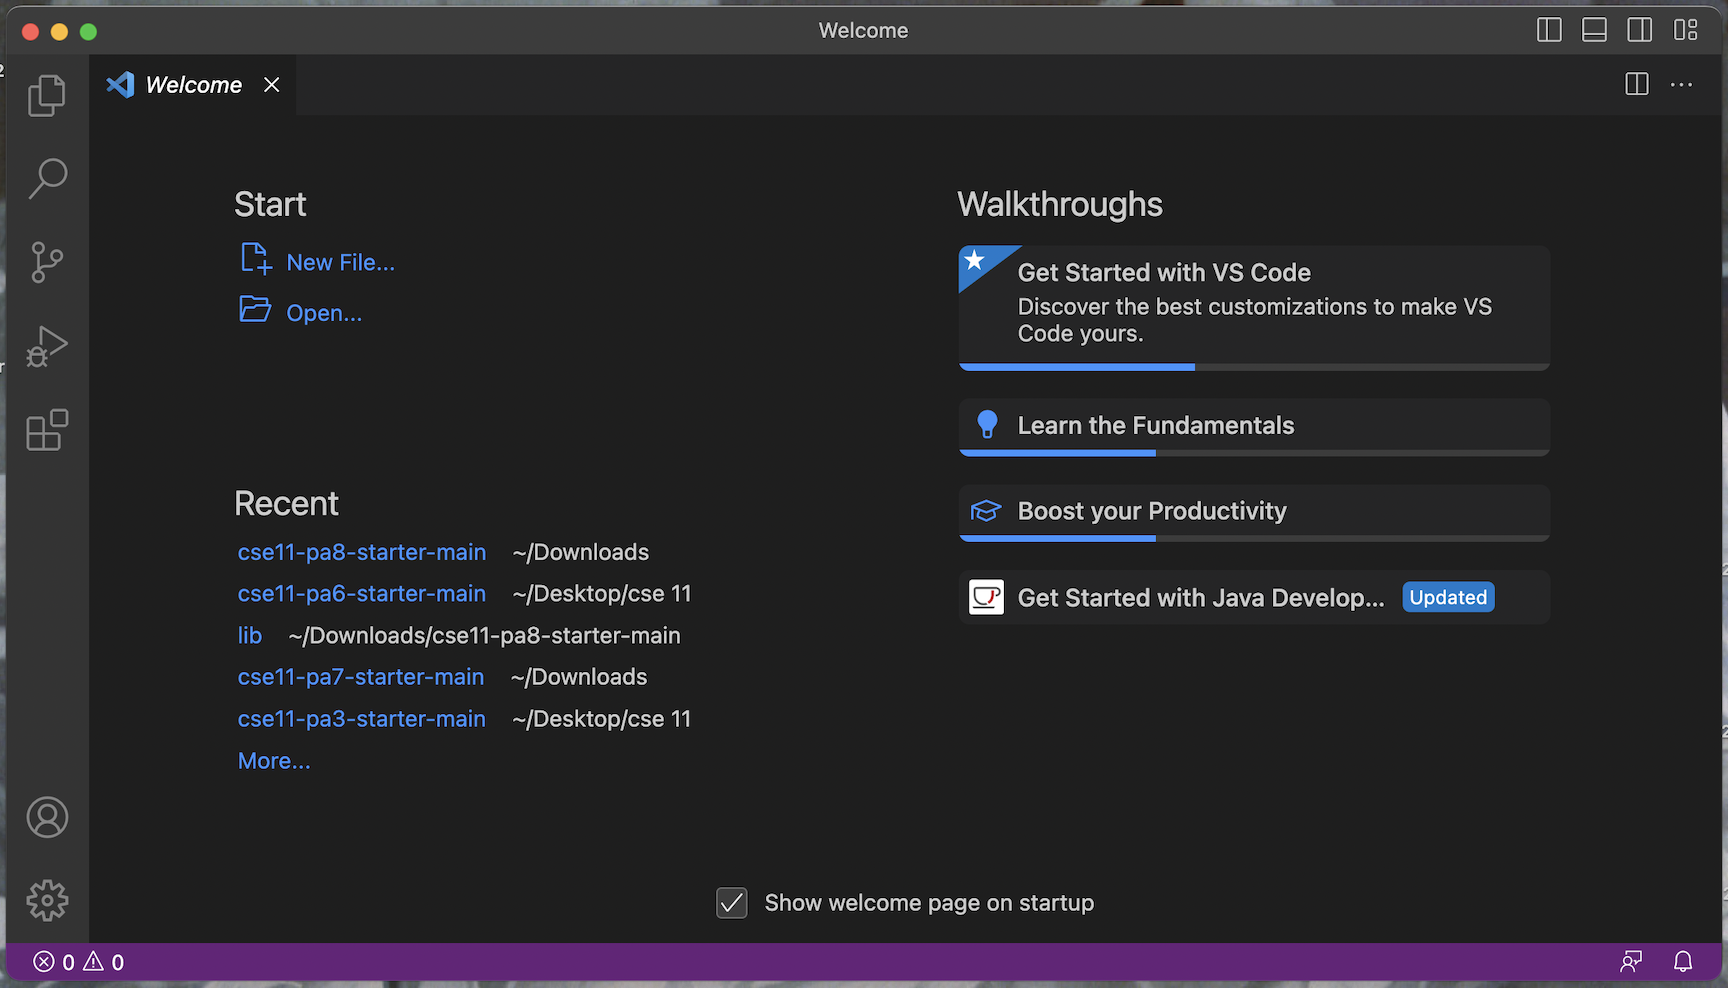 Welcome
Welcome
Start
New File...
Open...
Recent
cse11-pa8-starter-main ~/Downloads
cse11-pa6-starter-main ~/Desktop/cse 11
lib ~/Downloads/cse11-pa8-starter-main
cse11-pa7-starter-main ~/Downloads
cse11-pa3-starter-main ~/Desktop/cse 11
More...
Walkthroughs
Get Started with VS Code
Discover the best customizations to make VS
Code yours.
Learn the Fundamentals
Boost your Productivity
Get Started with Java Develop... Updated
Show welcome page on startup
0 0